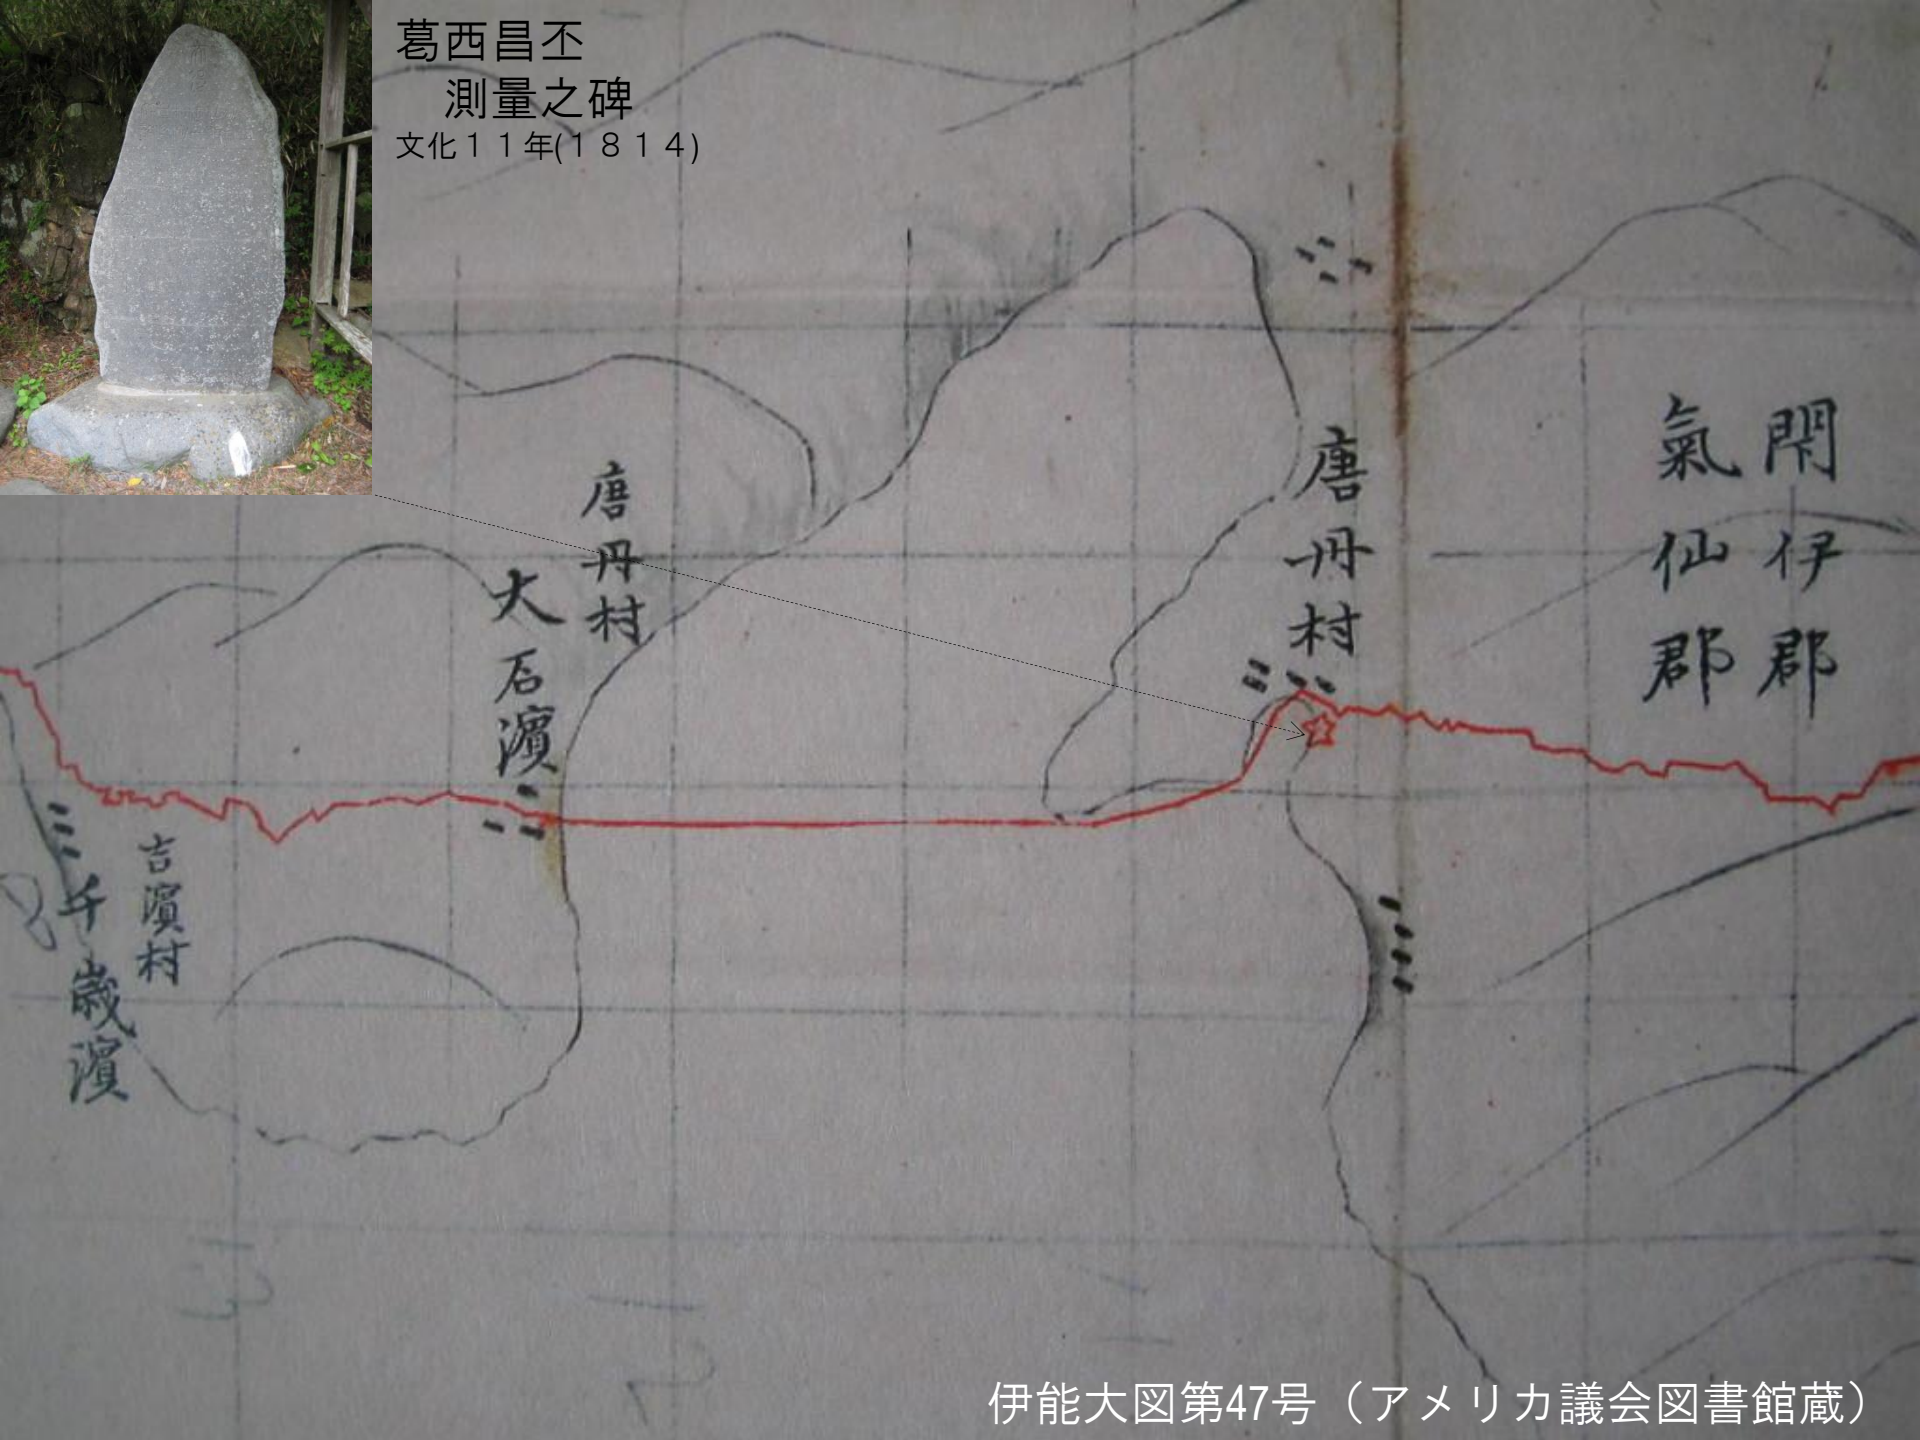 葛西昌丕
測量之碑
文化１１年(１８１４)
閇伊郡
氣仙郡
唐丹村
唐丹村
大石濱
吉濱村
千歳濱
伊能大図第47号（アメリカ議会図書館蔵）